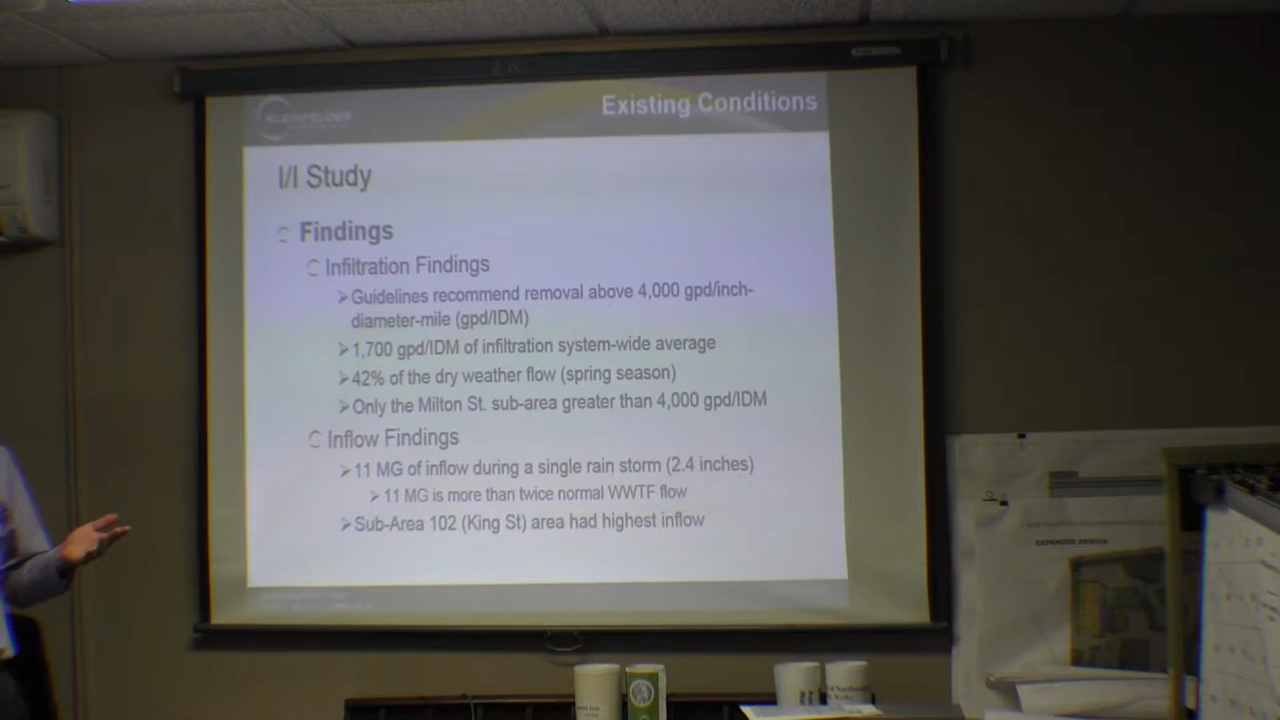 KLEINFELDER
Existing Conditions
I/I Study
Findings
Infiltration Findings
Guidelines recommend removal above 4,000 gpd/inch-
diameter-mile (gpd/IDM)
1,700 gpd/IDM of infiltration system-wide average
42% of the dry weather flow (spring season)
Only the Milton St. sub-area greater than 4,000 gpd/IDM
Inflow Findings
11 MG of inflow during a single rain storm (2.4 inches)
11 MG is more than twice normal WWTF flow
Sub-Area 102 (King St) area had highest inflow
EXPANDED DESIGN